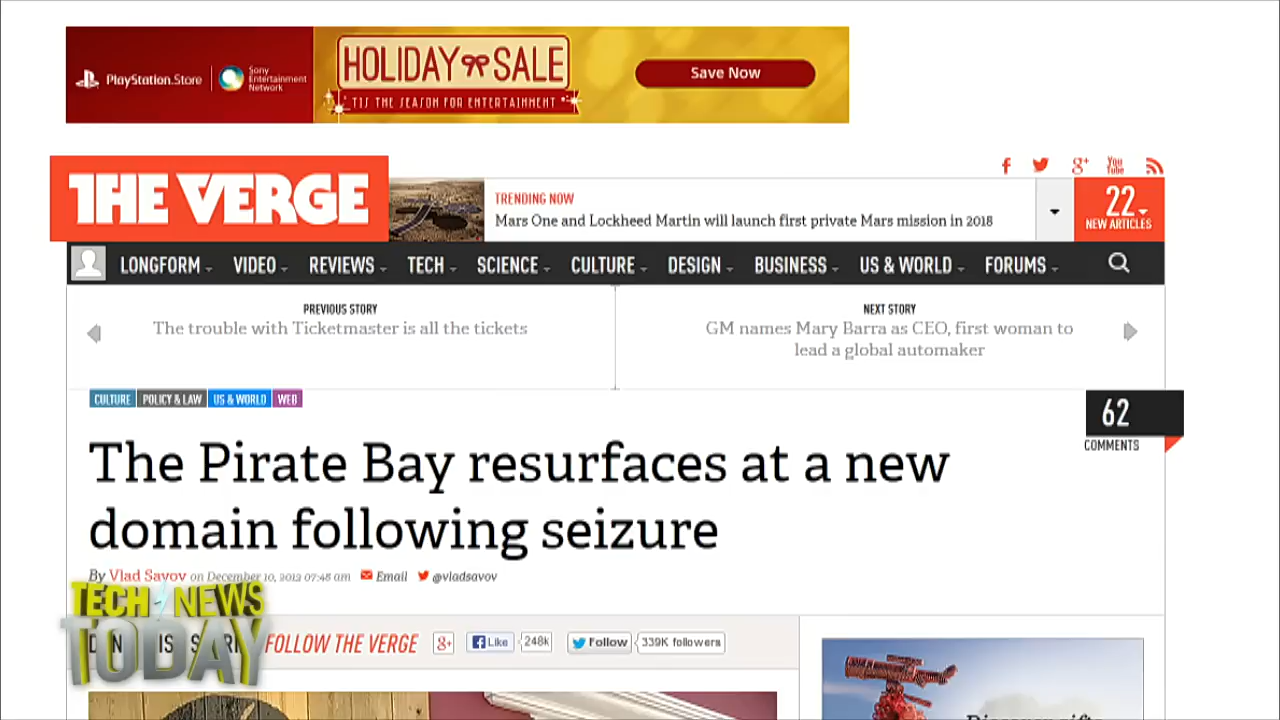 PlayStation.Store
Sony
Entertainment
Network
HOLIDAY SALE
'TIS THE SEASON FOR ENTERTAINMENT
Save Now
THE VERGE
TRENDING NOW
Mars One and Lockheed Martin will launch first private Mars mission in 2018
22
NEW ARTICLES
LONGFORM VIDEO REVIEWS TECH SCIENCE CULTURE DESIGN BUSINESS US & WORLD FORUMS
PREVIOUS STORY
The trouble with Ticketmaster is all the tickets
NEXT STORY
GM names Mary Barra as CEO, first woman to
lead a global automaker
CULTURE POLICY & LAW US & WORLD WEB
62
COMMENTS
The Pirate Bay resurfaces at a new
domain following seizure
By Vlad Savov on December 10, 2013 07:45 am Email @vladsavov
TECH NEWS
TODAY
FOLLOW THE VERGE
Like 248k
Follow 339K followers